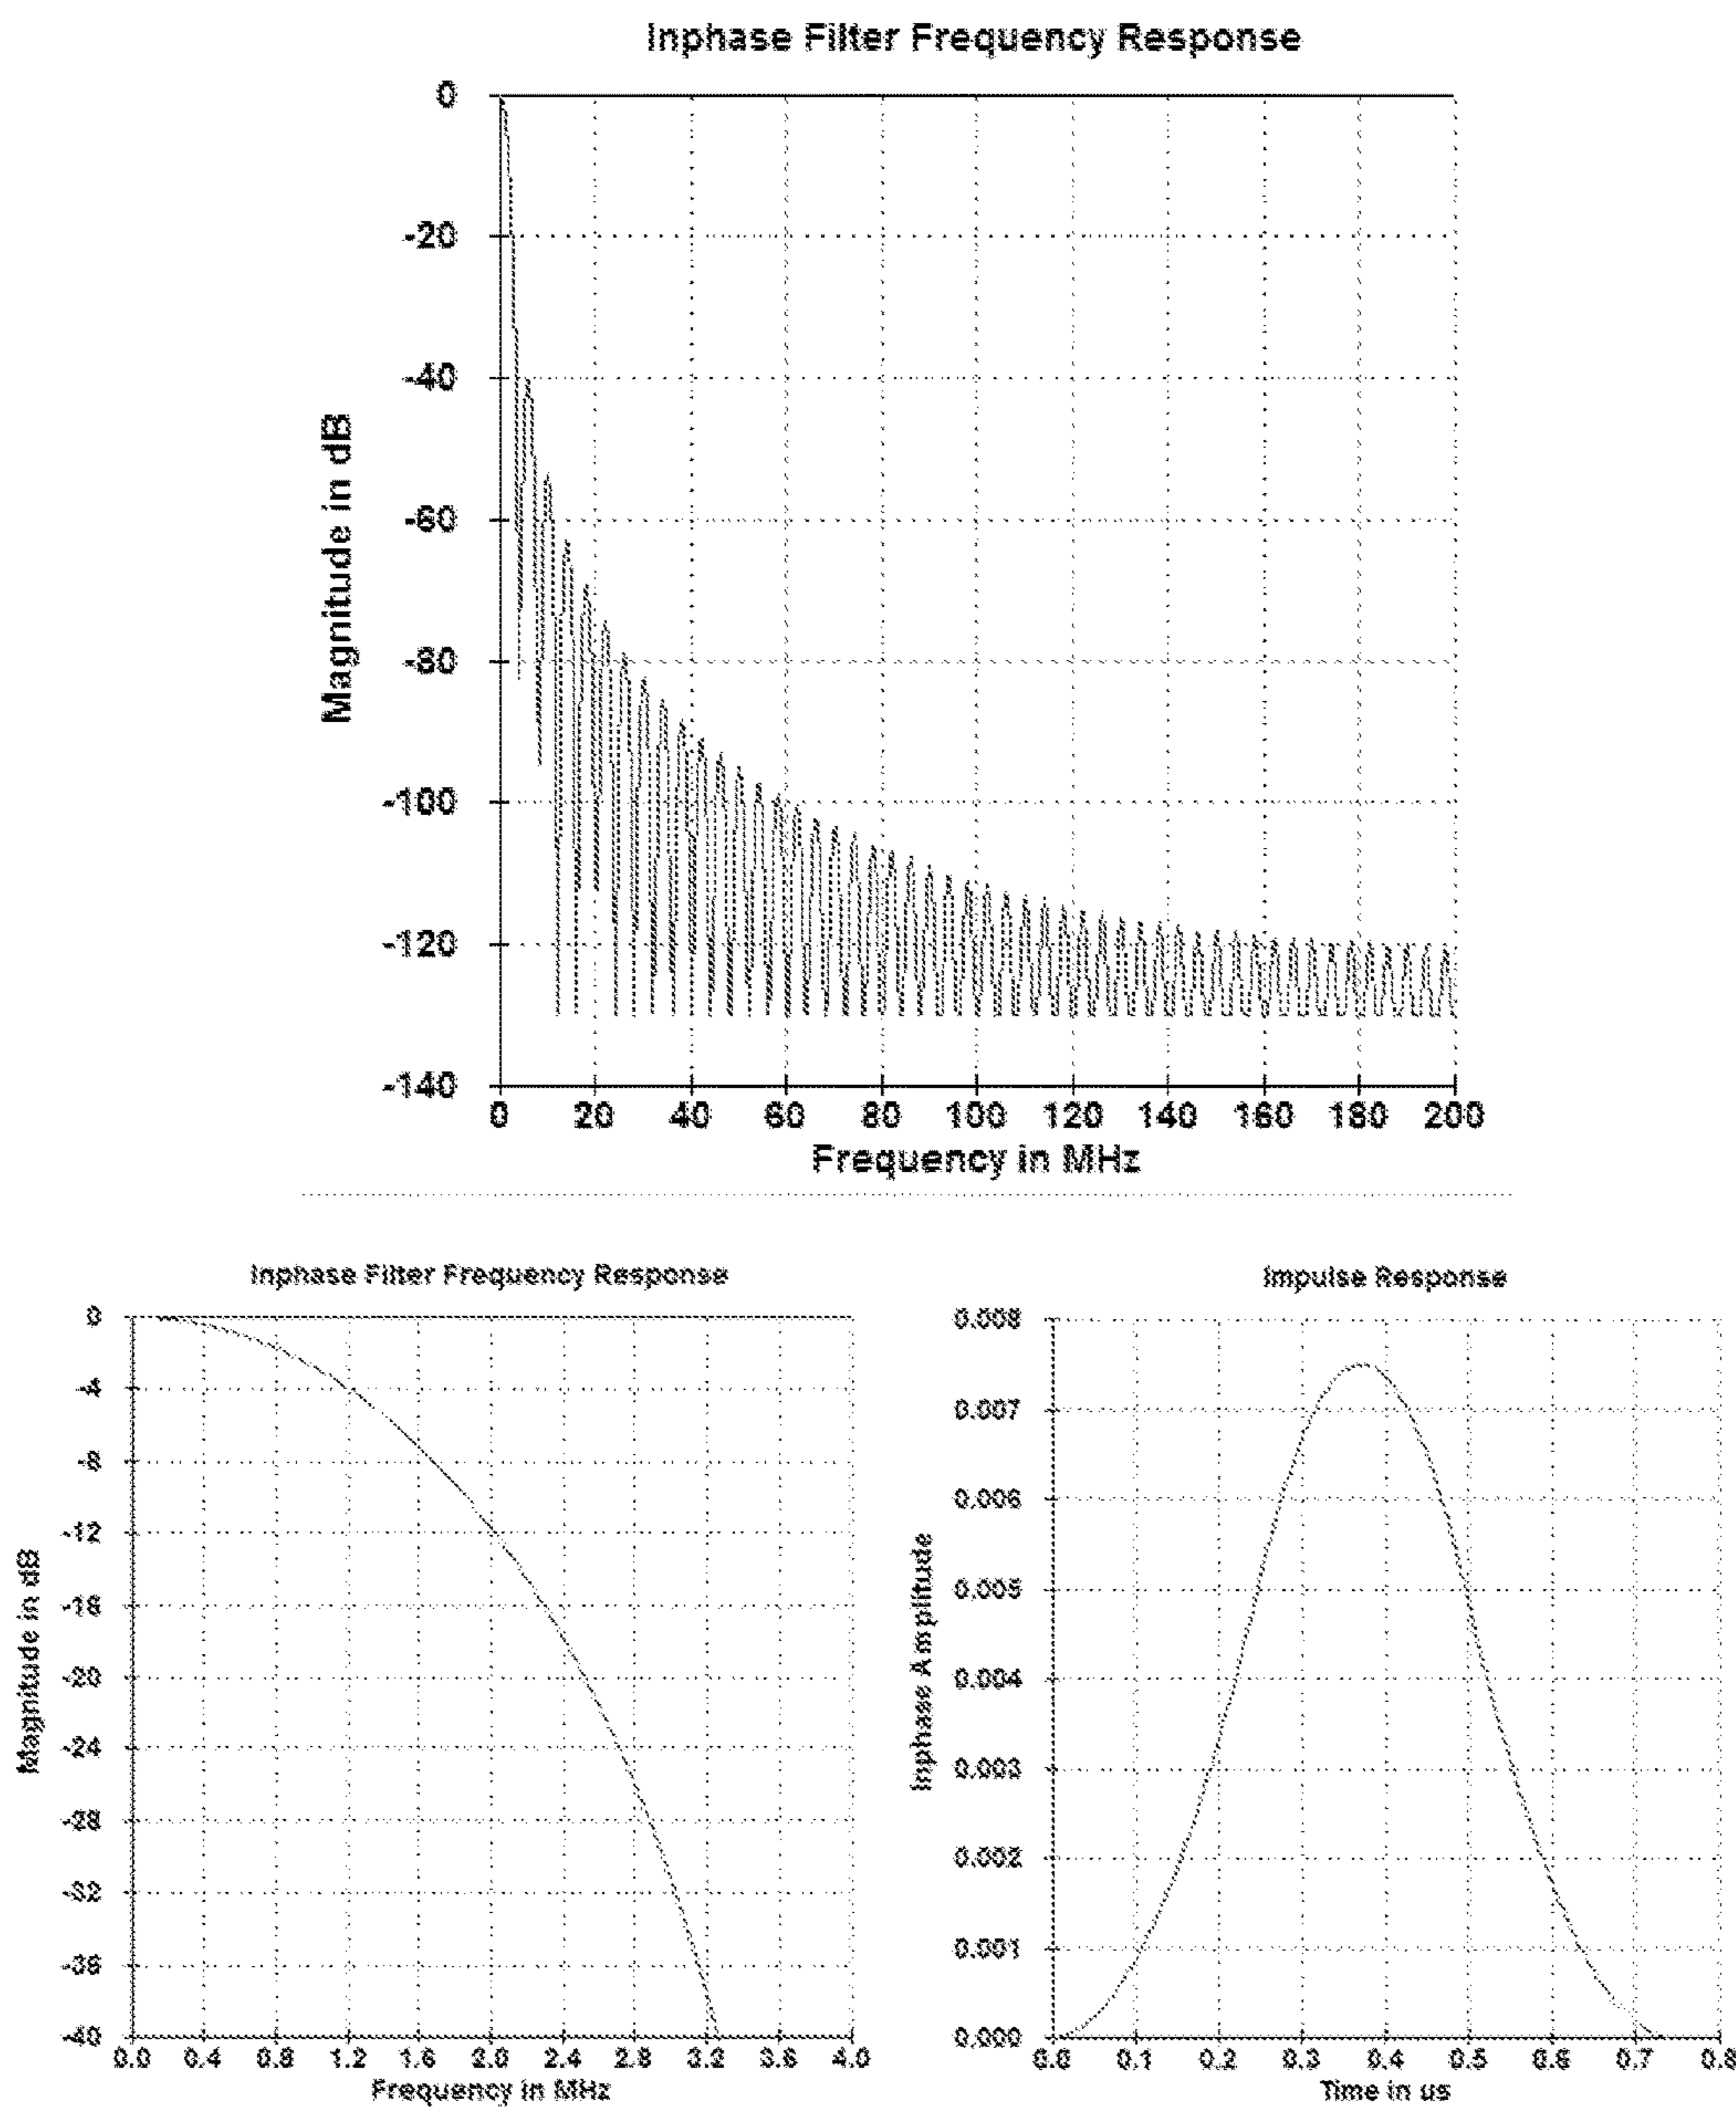 Inphase Filter Frequency Response
0
-20
-40
-60
-80
-100
-120
-140
Magnitude in dB
0 20 40 60 80 100 120 140 160 180 200
Frequency in MHz
Inphase Filter Frequency Response
0
-4
-8
-12
-16
-20
-24
-28
-32
-36
-40
Magnitude in dB
0.0 0.4 0.8 1.2 1.6 2.0 2.4 2.8 3.2 3.6 4.0
Frequency in MHz
Impulse Response
0.008
0.007
0.006
0.005
0.004
0.003
0.002
0.001
0.000
Inphase Amplitude
0.0 0.1 0.2 0.3 0.4 0.5 0.6 0.7 0.8
Time in us